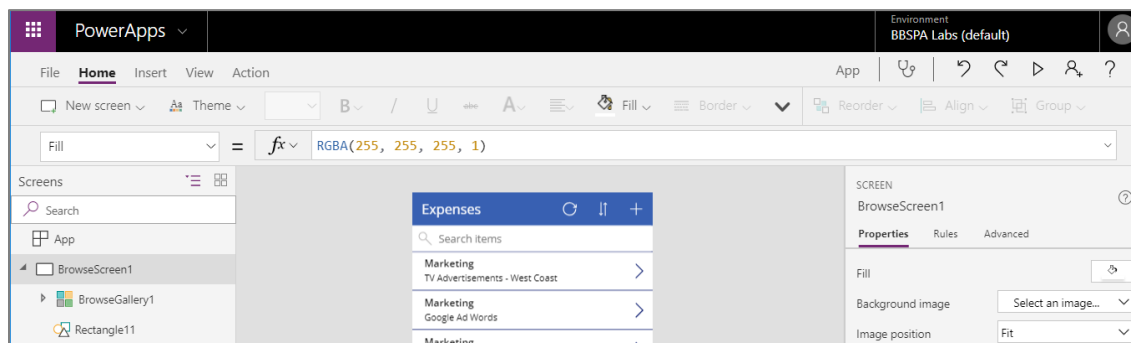 PowerApps
Environment
BBSPA Labs (default)
File Home Insert View Action
App
?
New screen Aa Theme B / U abc A Fill Border Reorder Align Group
Fill = fx RGBA(255, 255, 255, 1)
Screens
Search
App
BrowseScreen1
BrowseGallery1
Rectangle11
Expenses
Search items
Marketing
TV Advertisements - West Coast
Marketing
Google Ad Words
Marketing
SCREEN
BrowseScreen1
?
Properties Rules Advanced
Fill
Background image Select an image...
Image position Fit